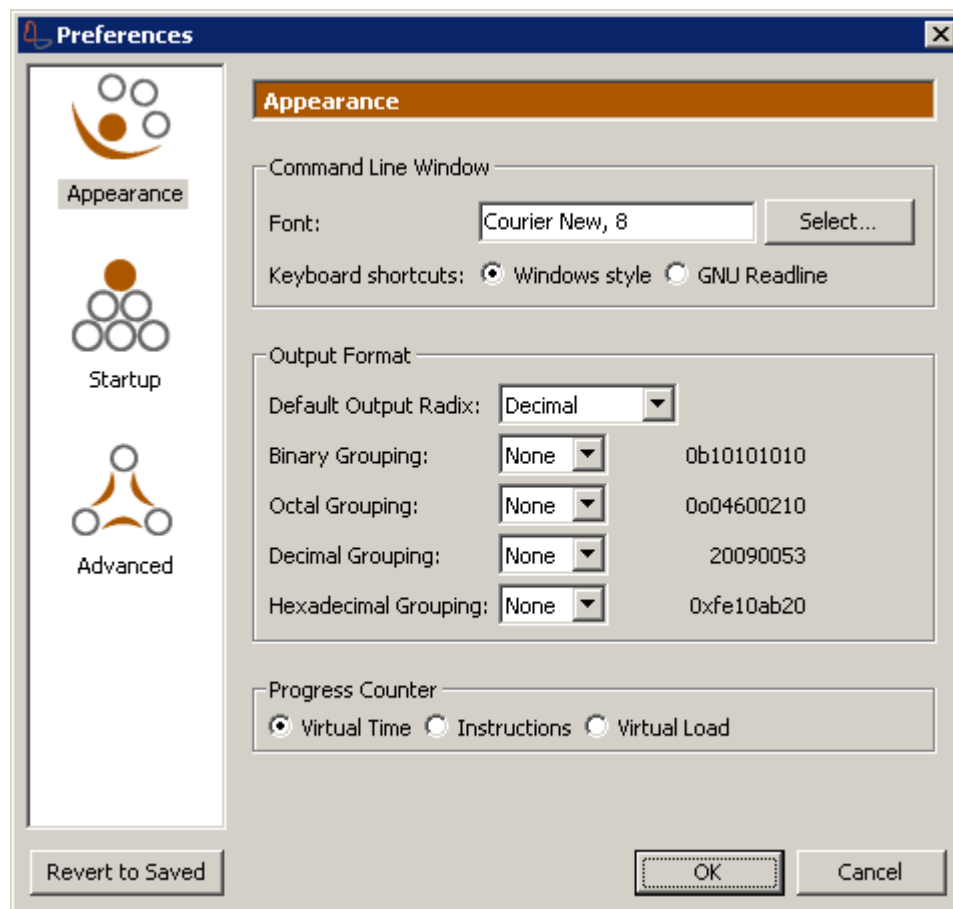 Preferences
Appearance
Startup
Advanced
Appearance
Command Line Window
Font: Courier New, 8 Select...
Keyboard shortcuts: Windows style GNU Readline
Output Format
Default Output Radix: Decimal
Binary Grouping: None 0b10101010
Octal Grouping: None 0o04600210
Decimal Grouping: None 20090053
Hexadecimal Grouping: None 0xfe10ab20
Progress Counter
Virtual Time Instructions Virtual Load
Revert to Saved OK Cancel